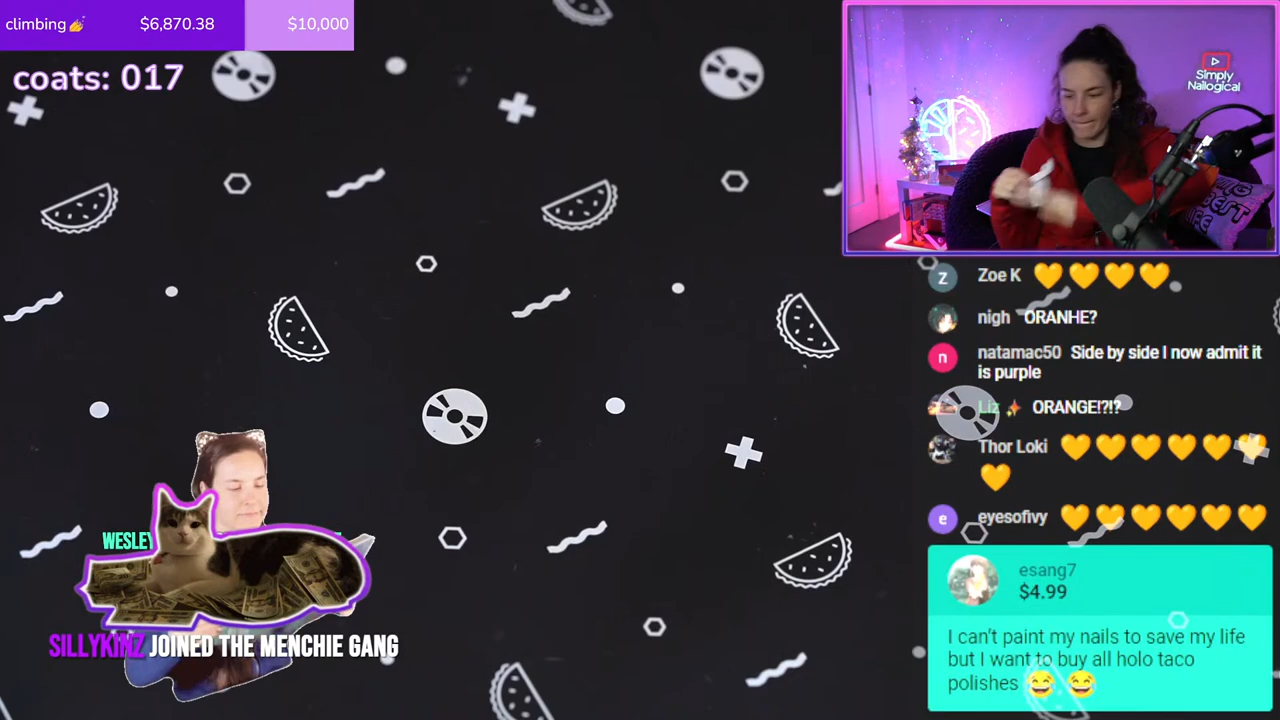 climbing💅 $6,870.38 $10,000
coats: 017
Simply
Nailogical
Zoe K 🧡 🧡 🧡 🧡
nigh ORANHE?
natamac50 Side by side I now admit it
is purple
Liz ✨ ORANGE!?!?
Thor Loki 🧡 🧡 🧡 🧡 🧡 🧡
🧡
eyesofivy 🧡 🧡 🧡 🧡 🧡 🧡
esang7
$4.99
I can't paint my nails to save my life
but I want to buy all holo taco
polishes 😂 😂
WESLEY
SILLYKINZ JOINED THE MENCHIE GANG